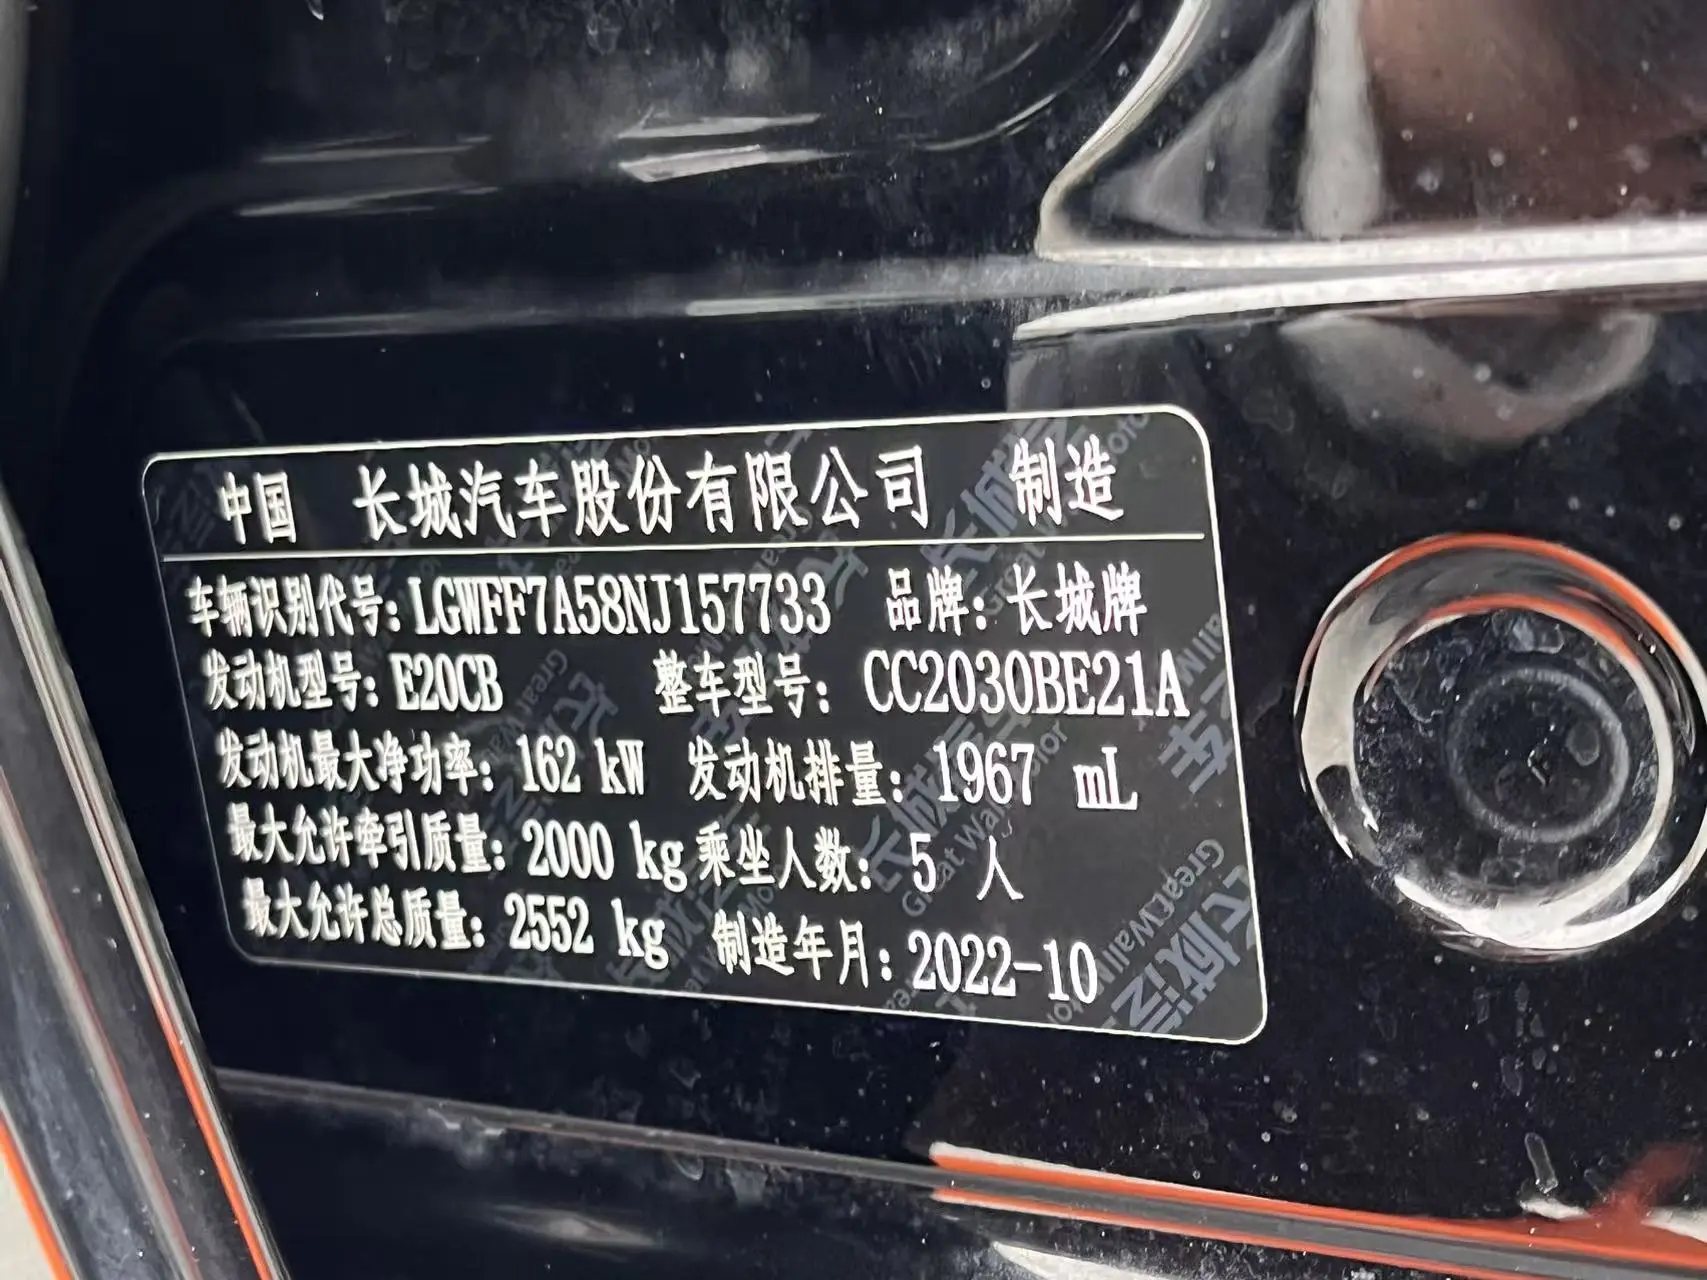 中国 长城汽车股份有限公司 制造
车辆识别代号:LGWFF7A58NJ157733 品牌:长城牌
发动机型号:E20CB 整车型号:CC2030BE21A
发动机最大净功率:162 kW 发动机排量:1967 mL
最大允许牵引质量:2000 kg 乘坐人数:5 人
最大允许总质量:2552 kg 制造年月:2022-10